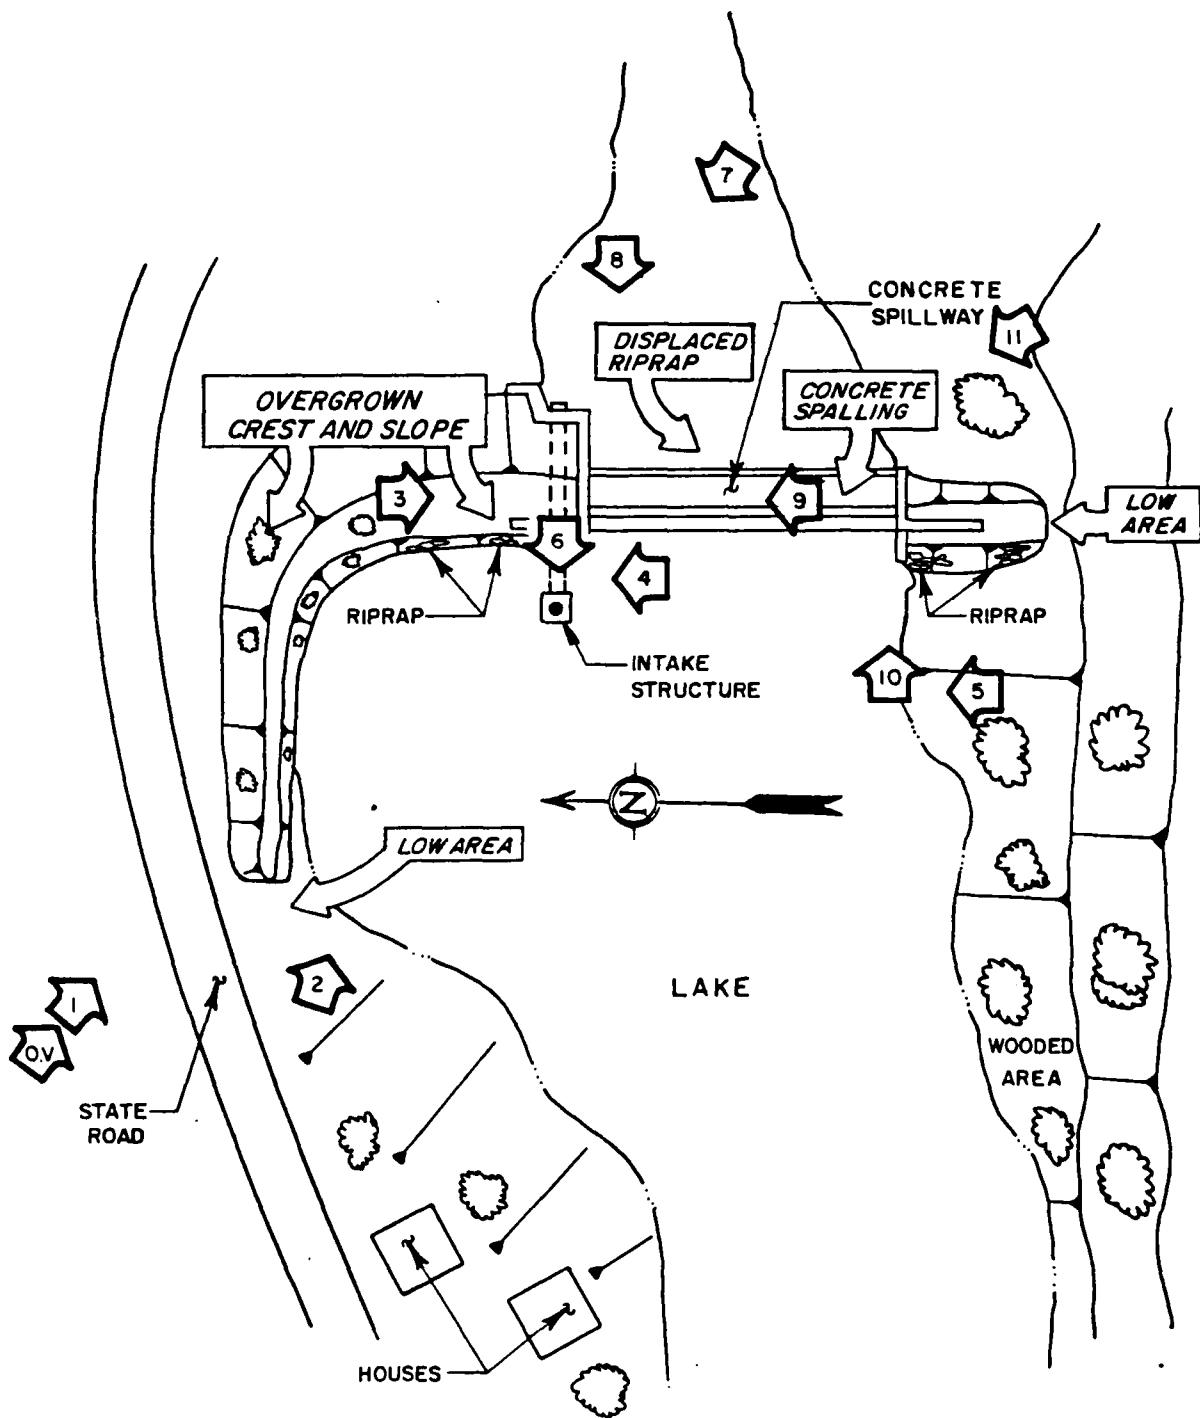 7
8
CONCRETE
SPILLWAY
11
DISPLACED
RIPRAP
OVERGROWN
CREST AND SLOPE
CONCRETE
SPALLING
3
9
LOW
AREA
6
4
RIPRAP
RIPRAP
INTAKE
STRUCTURE
10
5
N
LOW AREA
2
LAKE
1
O.V
WOODED
AREA
STATE
ROAD
HOUSES